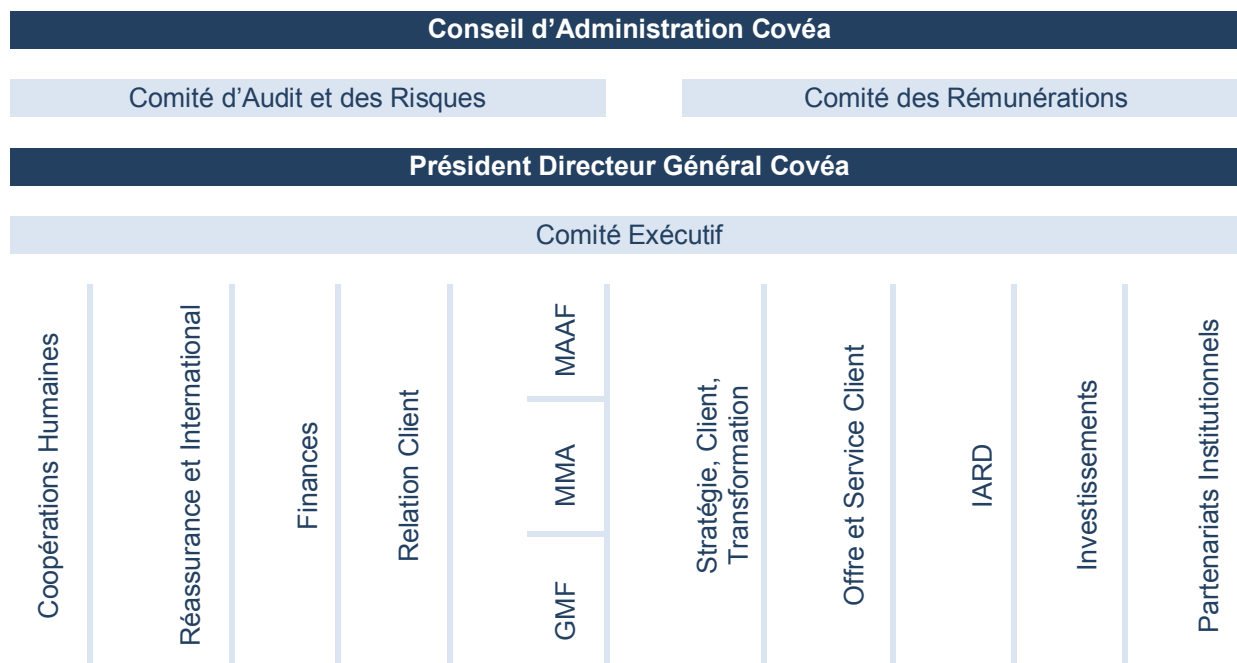 Conseil d’Administration Covéa
Comité d’Audit et des Risques
Comité des Rémunérations
Président Directeur Général Covéa
Comité Exécutif
Coopérations Humaines
Réassurance et International
Finances
Relation Client
MAAF
MMA
GMF
Stratégie, Client,
Transformation
Offre et Service Client
IARD
Investissements
Partenariats Institutionnels